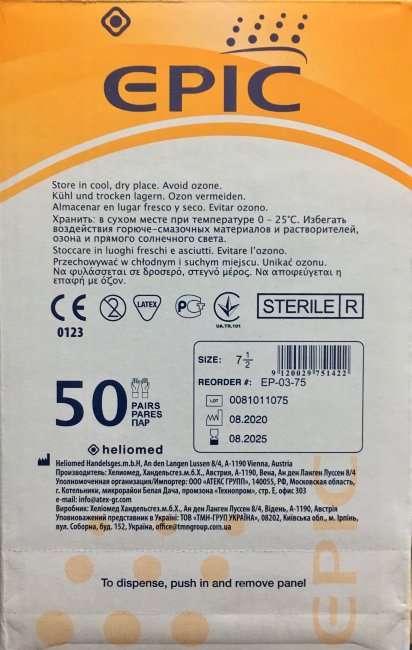 EPIC
Store in cool, dry place. Avoid ozone.
Kühl und trocken lagern. Ozon vermeiden.
Almacenar en lugar fresco y seco. Evitar ozono.
Хранить: в сухом месте при температуре 0 – 25°С. Избегать
воздействия горюче-смазочных материалов и растворителей,
озона и прямого солнечного света.
Stoccare in luoghi freschi e asciutti. Evitare l'ozono.
Przechowywać w chłodnym i suchym miejscu. Unikać ozonu.
Να φυλάσσεται σε δροσερό, στεγνό μέρος. Να αποφεύγεται η
επαφή με όζον.
CE 0123
2
LATEX
РСТ
UA.TR.101
STERILE R
SIZE: 7 1/2
9 120029 751422
REORDER #: EP-03-75
LOT 0081011075
08.2020
08.2025
50 PAIRS
PARES
ПАР
heliomed
Heliomed Handelsges.m.b.H, An den Langen Lussen 8/4, A-1190 Vienna, Austria
Производитель: Хелиомед Хандельсгез.м.б.Х., Австрия, А-1190, Вена, Ан ден Ланген Луссен 8/4
Уполномоченная организация/Импортер: ООО «АТЕКС ГРУПП», 140055, РФ, Московская область,
г. Котельники, микрорайон Белая Дача, промзона «Технопром», стр. Е, офис 303
e-mail: info@atex-gr.com
Виробник: Хеліомед Хандельсгез.м.б.Х., Ан ден Ланген Луссен 8/4, Відень, А-1190, Австрія
Уповноважений представник в Україні: ТОВ «ТМН-ГРУП УКРАЇНА», 08202, Київська обл., м. Ірпінь,
вул. Соборна, буд. 152, Україна, office@tmngroup.com.ua
EPIC
To dispense, push in and remove panel